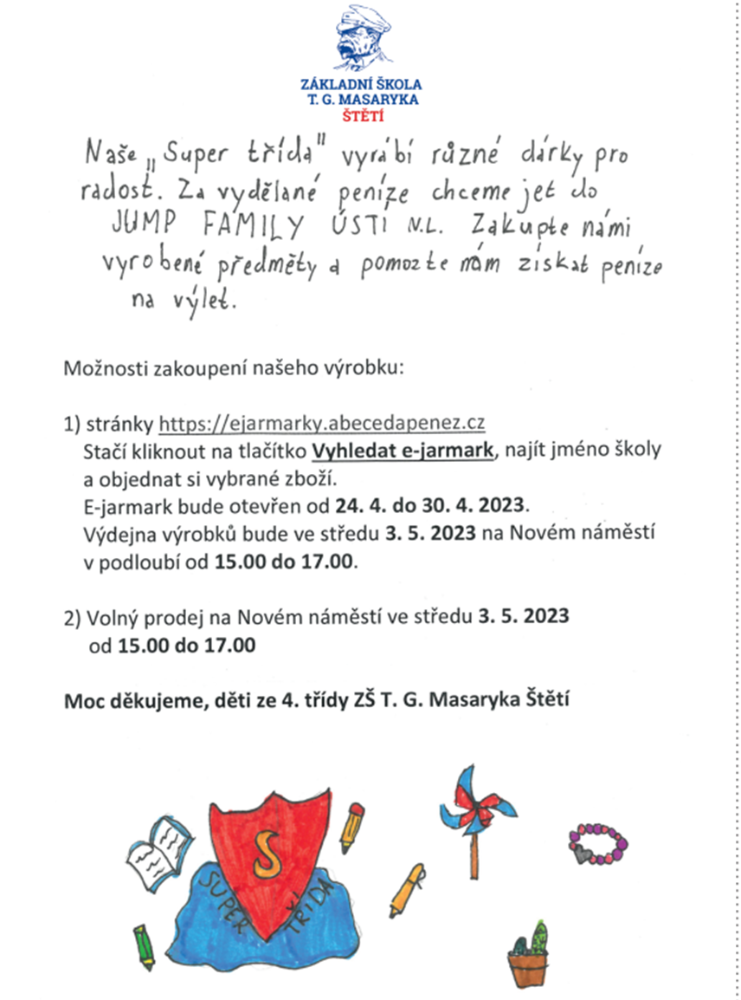 ZÁKLADNÍ ŠKOLA
T. G. MASARYKA
ŠTĚTÍ
Naše „Super třída" vyrábí různé dárky pro
radost. Za vydělané peníze chceme jet do
JUMP FAMILY ÚSTÍ N.L. Zakupte námi
vyrobené předměty a pomozte nám získat peníze
na výlet.
Možnosti zakoupení našeho výrobku:
1) stránky https://ejarmarky.abecedapenez.cz
Stačí kliknout na tlačítko Vyhledat e-jarmark, najít jméno školy
a objednat si vybrané zboží.
E-jarmark bude otevřen od 24. 4. do 30. 4. 2023.
Výdejna výrobků bude ve středu 3. 5. 2023 na Novém náměstí
v podloubí od 15.00 do 17.00.
2) Volný prodej na Novém náměstí ve středu 3. 5. 2023
od 15.00 do 17.00
Moc děkujeme, děti ze 4. třídy ZŠ T. G. Masaryka Štětí
S
SUPER TŘÍDA